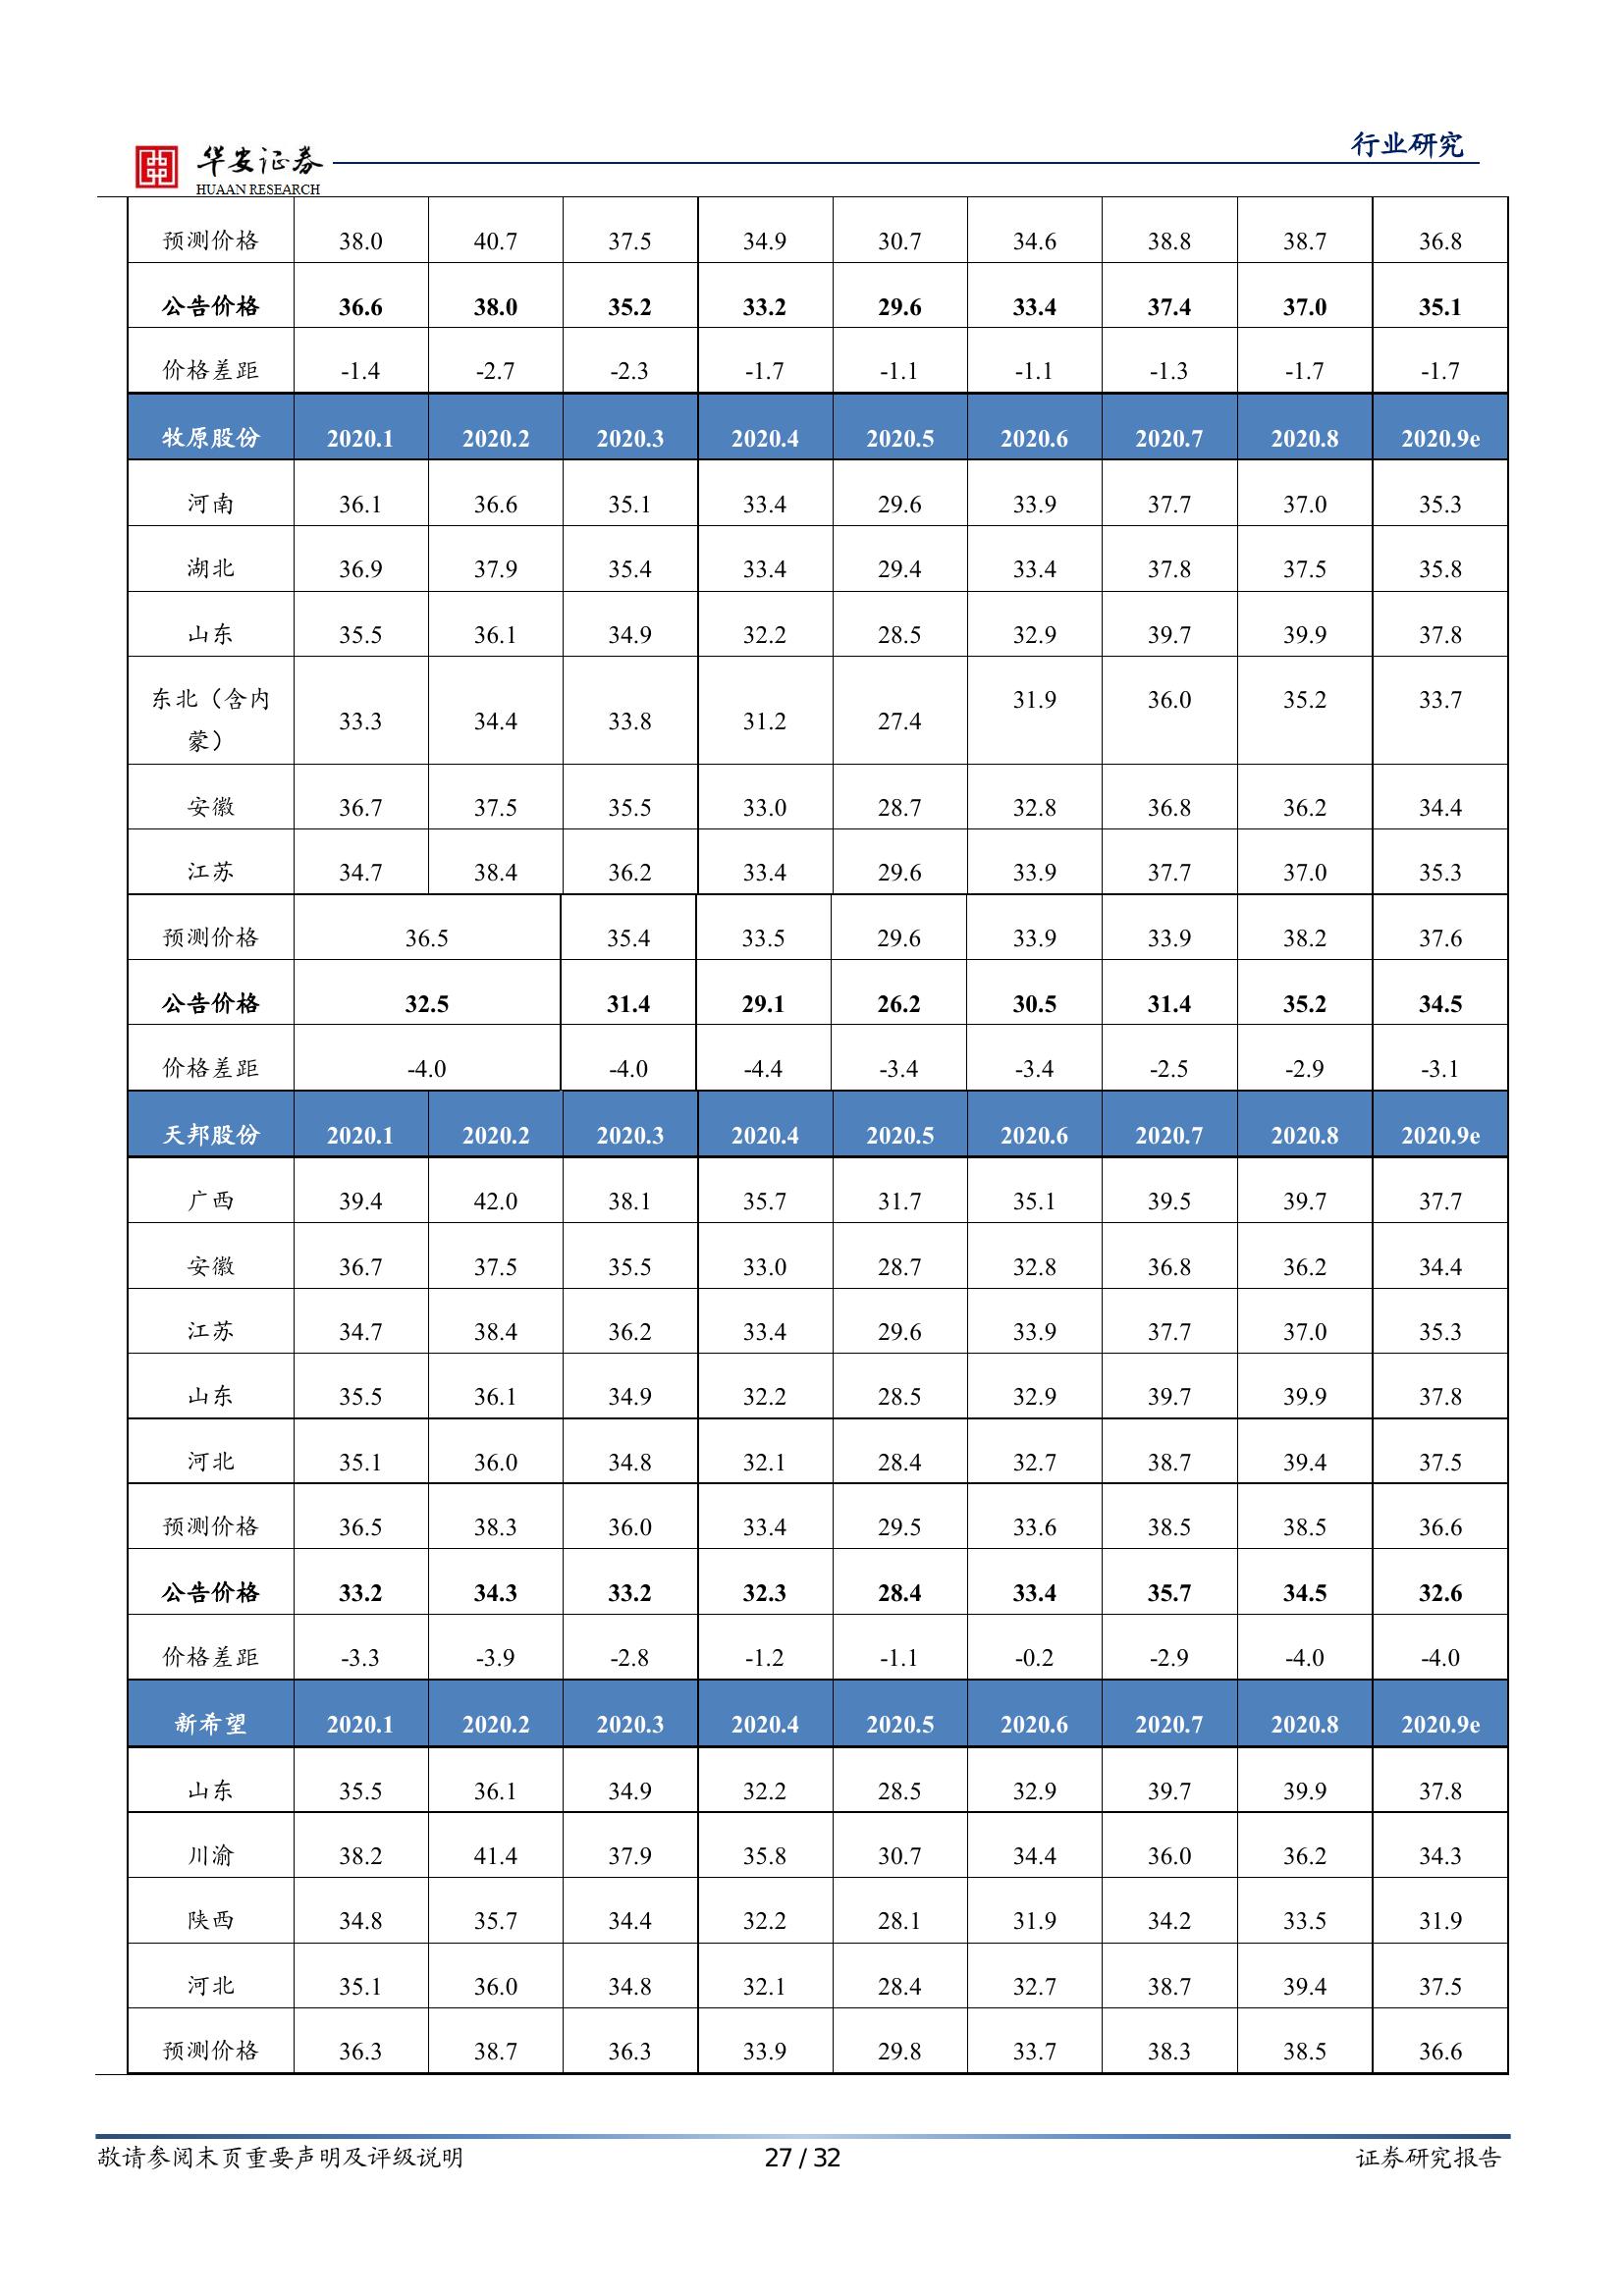 华安证券
HUAAN RESEARCH
行业研究
预测价格 38.0 40.7 37.5 34.9 30.7 34.6 38.8 38.7 36.8
公告价格 36.6 38.0 35.2 33.2 29.6 33.4 37.4 37.0 35.1
价格差距 -1.4 -2.7 -2.3 -1.7 -1.1 -1.1 -1.3 -1.7 -1.7
牧原股份 2020.1 2020.2 2020.3 2020.4 2020.5 2020.6 2020.7 2020.8 2020.9e
河南 36.1 36.6 35.1 33.4 29.6 33.9 37.7 37.0 35.3
湖北 36.9 37.9 35.4 33.4 29.4 33.4 37.8 37.5 35.8
山东 35.5 36.1 34.9 32.2 28.5 32.9 39.7 39.9 37.8
东北（含内
蒙） 33.3 34.4 33.8 31.2 27.4 31.9 36.0 35.2 33.7
安徽 36.7 37.5 35.5 33.0 28.7 32.8 36.8 36.2 34.4
江苏 34.7 38.4 36.2 33.4 29.6 33.9 37.7 37.0 35.3
预测价格 36.5 35.4 33.5 29.6 33.9 33.9 38.2 37.6
公告价格 32.5 31.4 29.1 26.2 30.5 31.4 35.2 34.5
价格差距 -4.0 -4.0 -4.4 -3.4 -3.4 -2.5 -2.9 -3.1
天邦股份 2020.1 2020.2 2020.3 2020.4 2020.5 2020.6 2020.7 2020.8 2020.9e
广西 39.4 42.0 38.1 35.7 31.7 35.1 39.5 39.7 37.7
安徽 36.7 37.5 35.5 33.0 28.7 32.8 36.8 36.2 34.4
江苏 34.7 38.4 36.2 33.4 29.6 33.9 37.7 37.0 35.3
山东 35.5 36.1 34.9 32.2 28.5 32.9 39.7 39.9 37.8
河北 35.1 36.0 34.8 32.1 28.4 32.7 38.7 39.4 37.5
预测价格 36.5 38.3 36.0 33.4 29.5 33.6 38.5 38.5 36.6
公告价格 33.2 34.3 33.2 32.3 28.4 33.4 35.7 34.5 32.6
价格差距 -3.3 -3.9 -2.8 -1.2 -1.1 -0.2 -2.9 -4.0 -4.0
新希望 2020.1 2020.2 2020.3 2020.4 2020.5 2020.6 2020.7 2020.8 2020.9e
山东 35.5 36.1 34.9 32.2 28.5 32.9 39.7 39.9 37.8
川渝 38.2 41.4 37.9 35.8 30.7 34.4 36.0 36.2 34.3
陕西 34.8 35.7 34.4 32.2 28.1 31.9 34.2 33.5 31.9
河北 35.1 36.0 34.8 32.1 28.4 32.7 38.7 39.4 37.5
预测价格 36.3 38.7 36.3 33.9 29.8 33.7 38.3 38.5 36.6
敬请参阅末页重要声明及评级说明 27 / 32 证券研究报告